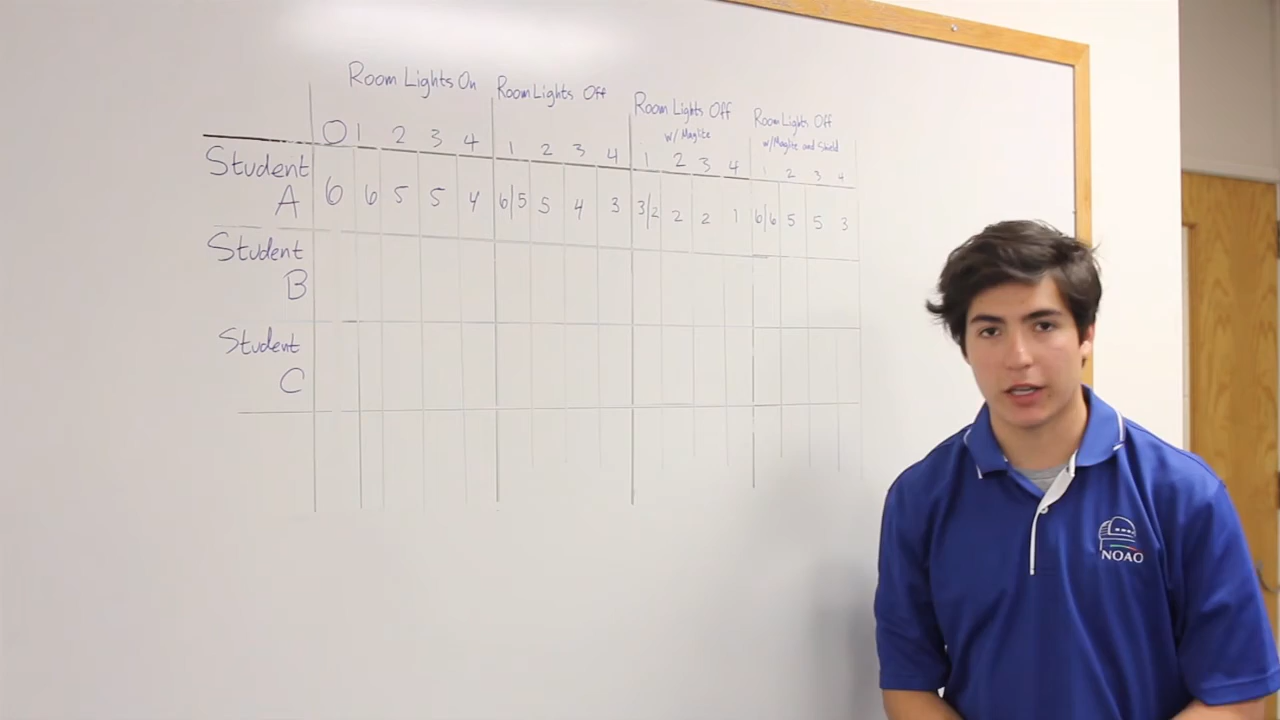 Room Lights On Room Lights Off Room Lights Off Room Lights Off
w/ Maglite w/ Maglite and Shield
0 1 2 3 4 1 2 3 4 1 2 3 4 1 2 3 4
Student
A 6 6 5 5 4 6/5 5 4 3 3/2 2 2 1 6/6 5 5 3
Student
B
Student
C
NOAO